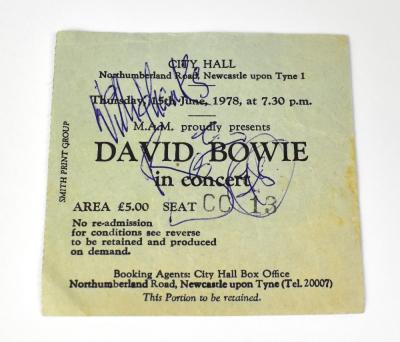 CITY HALL
Northumberland Road, Newcastle upon Tyne 1
Thursday, 15th June, 1978, at 7.30 p.m.
M.A.M. proudly presents
DAVID BOWIE
in concert
AREA £5.00 SEAT CC 13
No re-admission
for conditions see reverse
to be retained and produced
on demand.
Booking Agents: City Hall Box Office
Northumberland Road, Newcastle upon Tyne (Tel. 20007)
This Portion to be retained.
SMITH PRINT GROUP